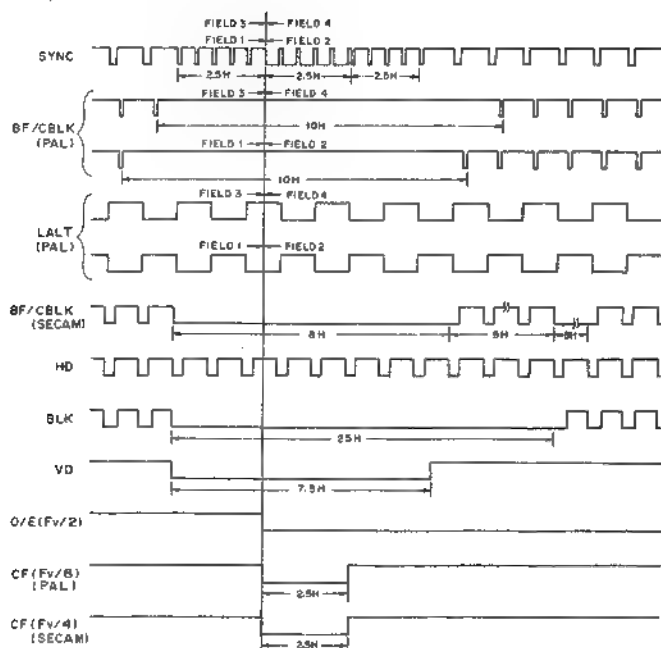 FIELD 3 FIELD 4
FIELD 1 FIELD 2
SYNC
2.5H 2.5H 2.5H
FIELD 3 FIELD 4
BF/CBLK
(PAL)
10H
FIELD 1 FIELD 2
10H
FIELD 3 FIELD 4
LALT
(PAL)
FIELD 1 FIELD 2
BF/CBLK
(SECAM)
8H 9H
HD
BLK
25H
VD
7.5H
O/E(Fv/2)
CF(Fv/8)
(PAL)
2.5H
CF(Fv/4)
(SECAM)
2.5H